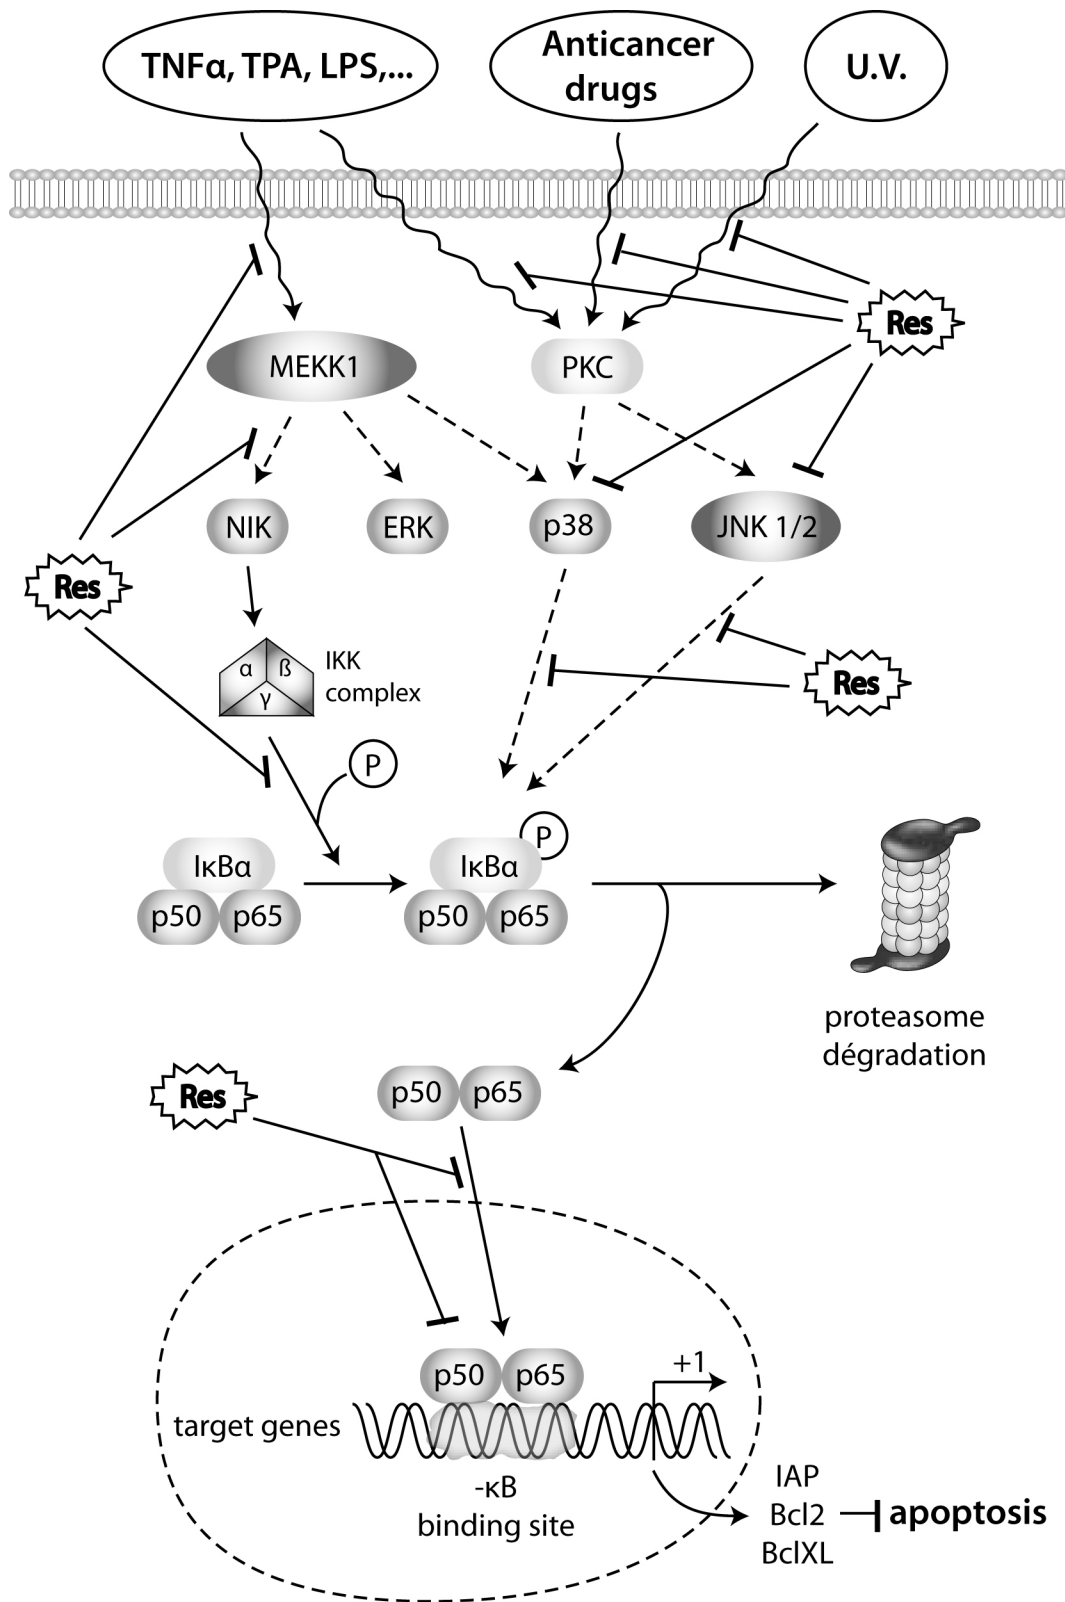 TNFα, TPA, LPS,...
Anticancer
drugs
U.V.
Res
MEKK1
PKC
NIK
ERK
p38
JNK 1/2
Res
α
ß
γ
IKK
complex
Res
P
P
IκBα
p50
p65
IκBα
p50
p65
proteasome
dégradation
Res
p50
p65
p50
p65
+1
target genes
-κB
binding site
IAP
Bcl2
BclXL
apoptosis